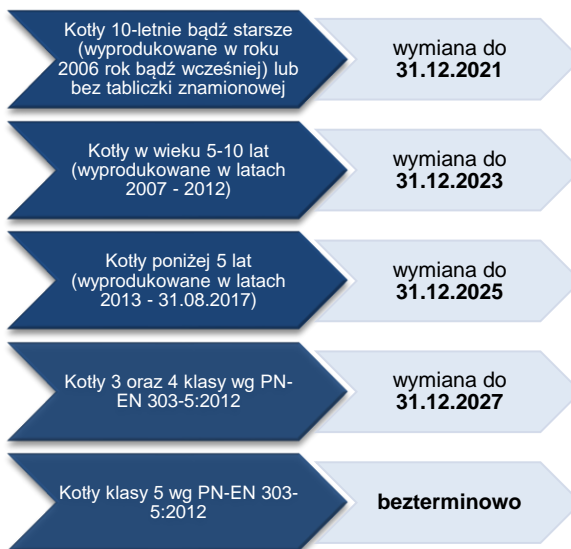 Kotły 10-letnie bądź starsze
(wyprodukowane w roku
2006 rok bądź wcześniej) lub
bez tabliczki znamionowej
wymiana do
31.12.2021
Kotły w wieku 5-10 lat
(wyprodukowane w latach
2007 - 2012)
wymiana do
31.12.2023
Kotły poniżej 5 lat
(wyprodukowane w latach
2013 - 31.08.2017)
wymiana do
31.12.2025
Kotły 3 oraz 4 klasy wg PN-
EN 303-5:2012
wymiana do
31.12.2027
Kotły klasy 5 wg PN-EN 303-
5:2012
bezterminowo